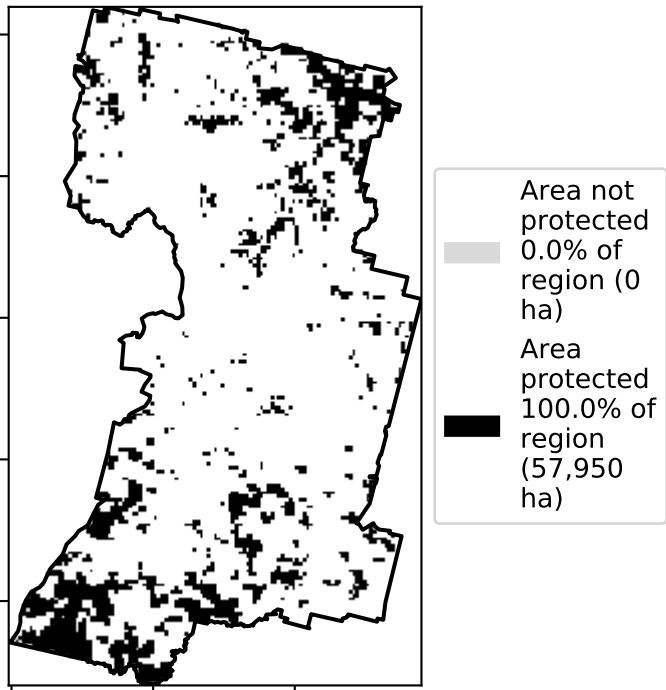 Area not
protected
0.0% of
region (0
ha)
Area
protected
100.0% of
region
(57,950
ha)